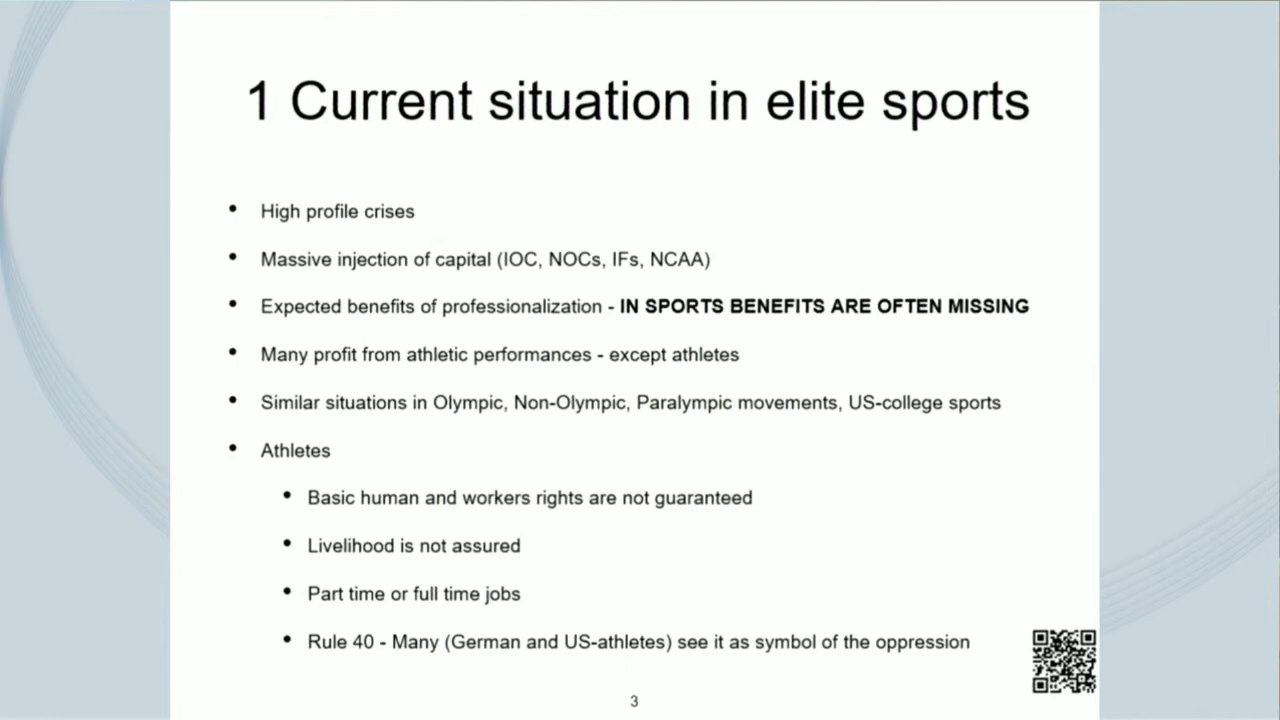 1 Current situation in elite sports
• High profile crises
• Massive injection of capital (IOC, NOCs, IFs, NCAA)
• Expected benefits of professionalization - IN SPORTS BENEFITS ARE OFTEN MISSING
• Many profit from athletic performances - except athletes
• Similar situations in Olympic, Non-Olympic, Paralympic movements, US-college sports
• Athletes
• Basic human and workers rights are not guaranteed
• Livelihood is not assured
• Part time or full time jobs
• Rule 40 - Many (German and US-athletes) see it as symbol of the oppression
3